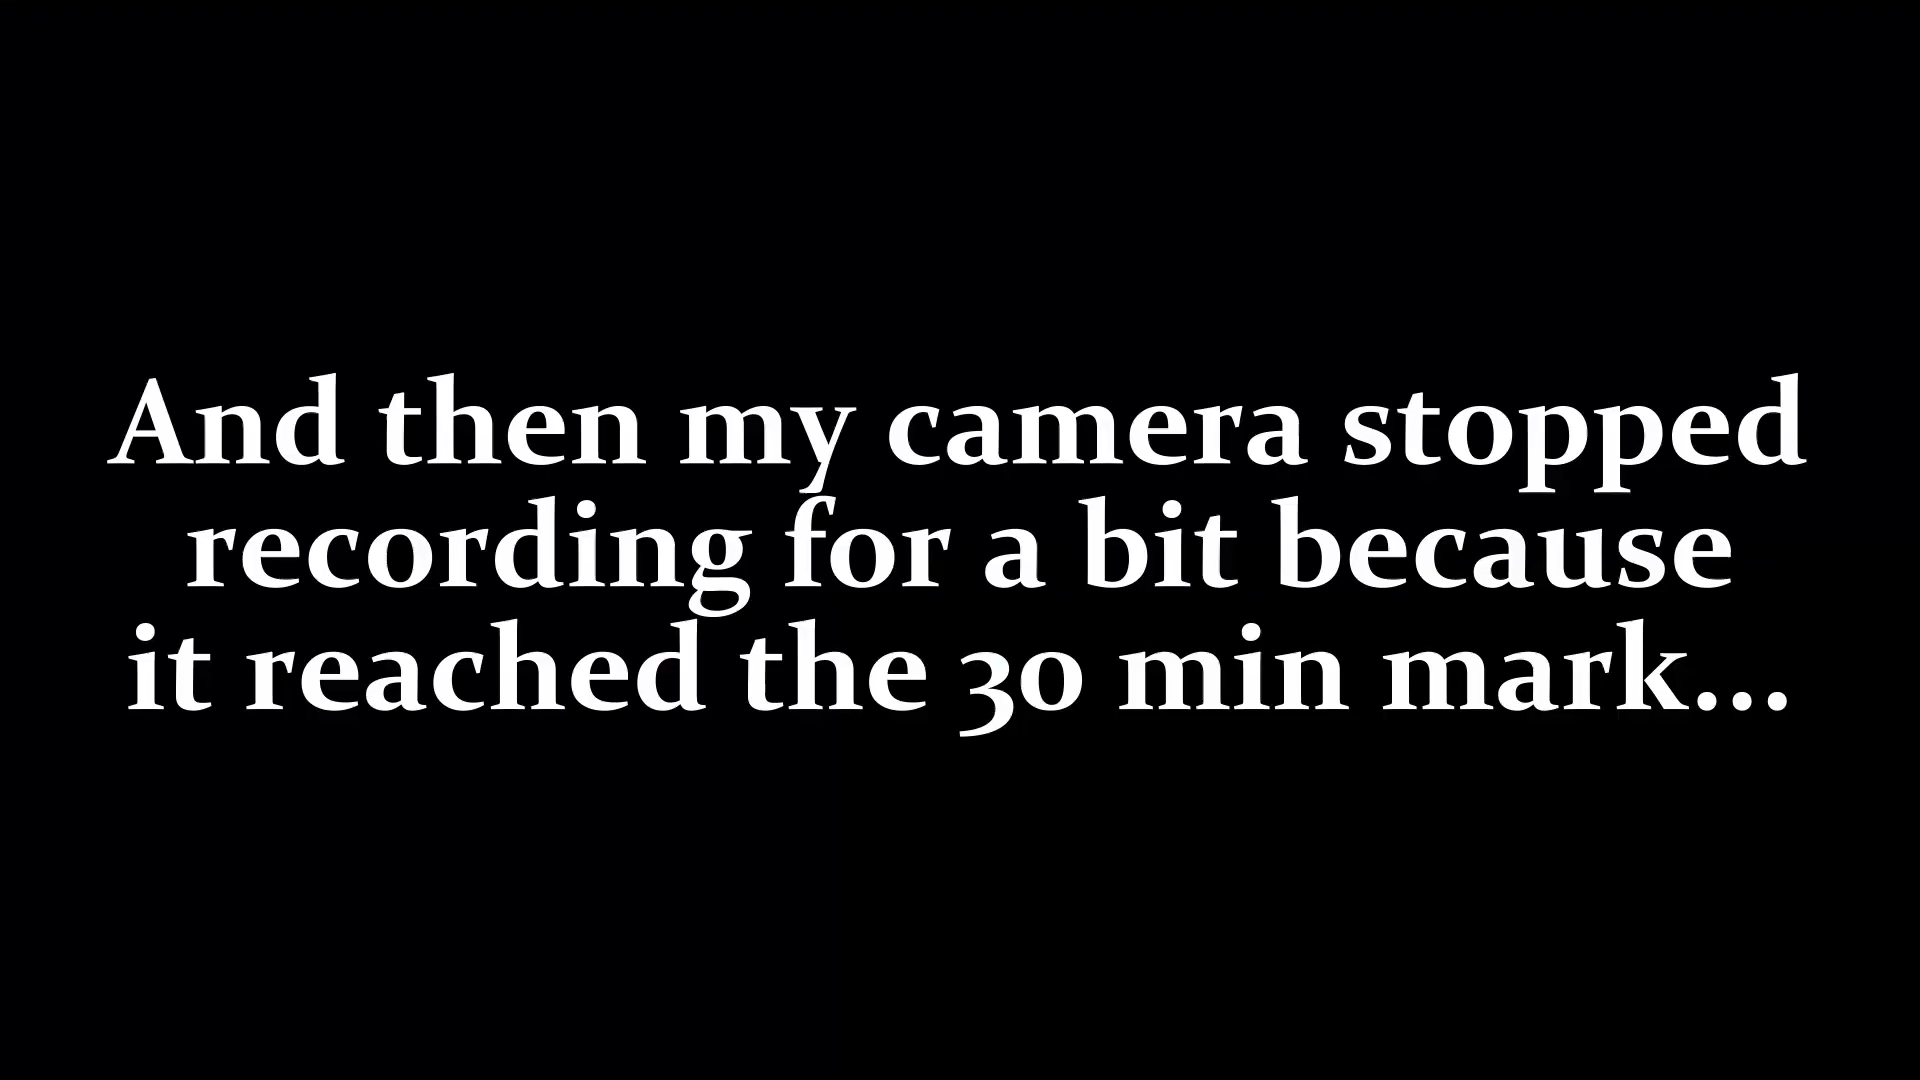 And then my camera stopped
recording for a bit because
it reached the 30 min mark...